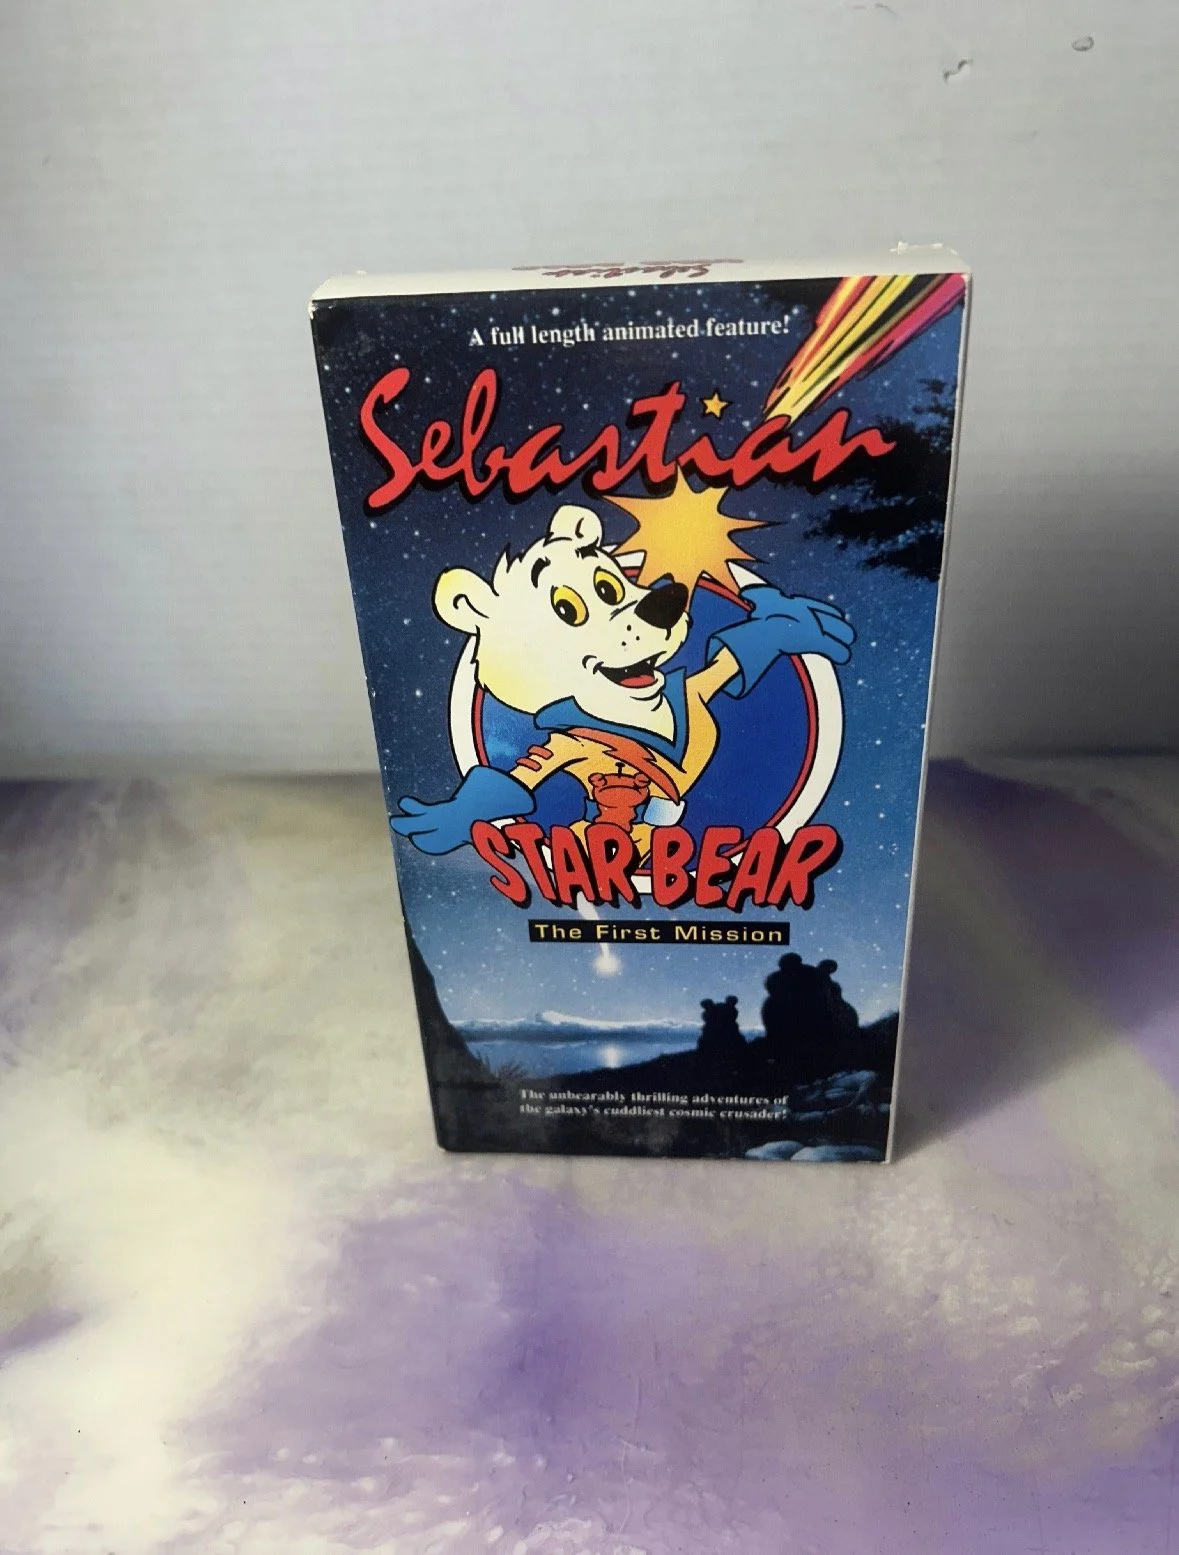 Sebastian
A full length animated feature!
Sebastian
STAR BEAR
The First Mission
The unbearably thrilling adventures of
the galaxy's cuddliest cosmic crusader!